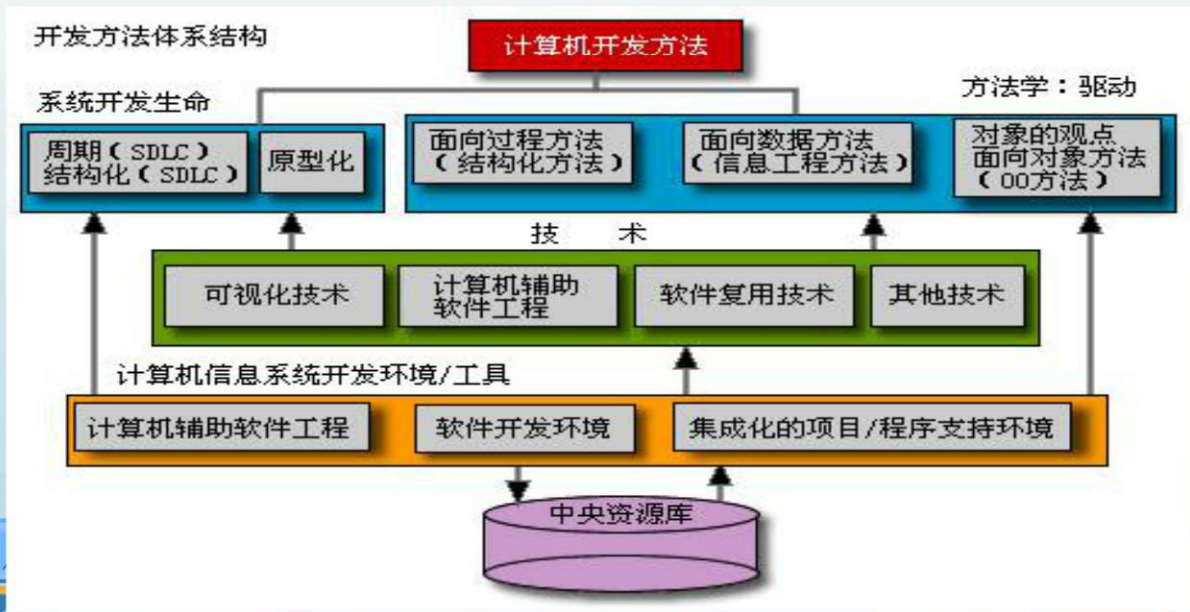 开发方法体系结构
计算机开发方法
系统开发生命
方法学：驱动
周期（SDLC）
结构化（SDLC）
原型化
面向过程方法
（结构化方法）
面向数据方法
（信息工程方法）
对象的观点
面向对象方法
（OO方法）
技 术
可视化技术
计算机辅助
软件工程
软件复用技术
其他技术
计算机信息系统开发环境/工具
计算机辅助软件工程
软件开发环境
集成化的项目/程序支持环境
中央资源库